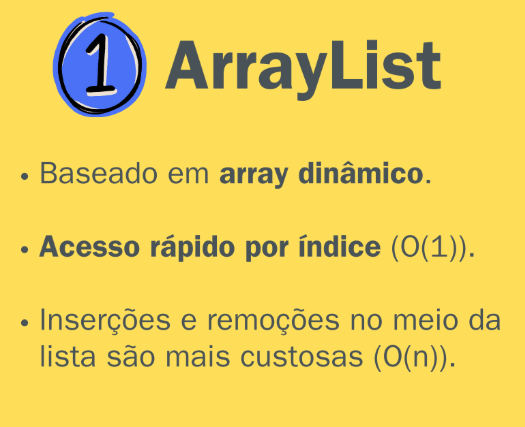 1 ArrayList
• Baseado em array dinâmico.
• Acesso rápido por índice (O(1)).
• Inserções e remoções no meio da
lista são mais custosas (O(n)).